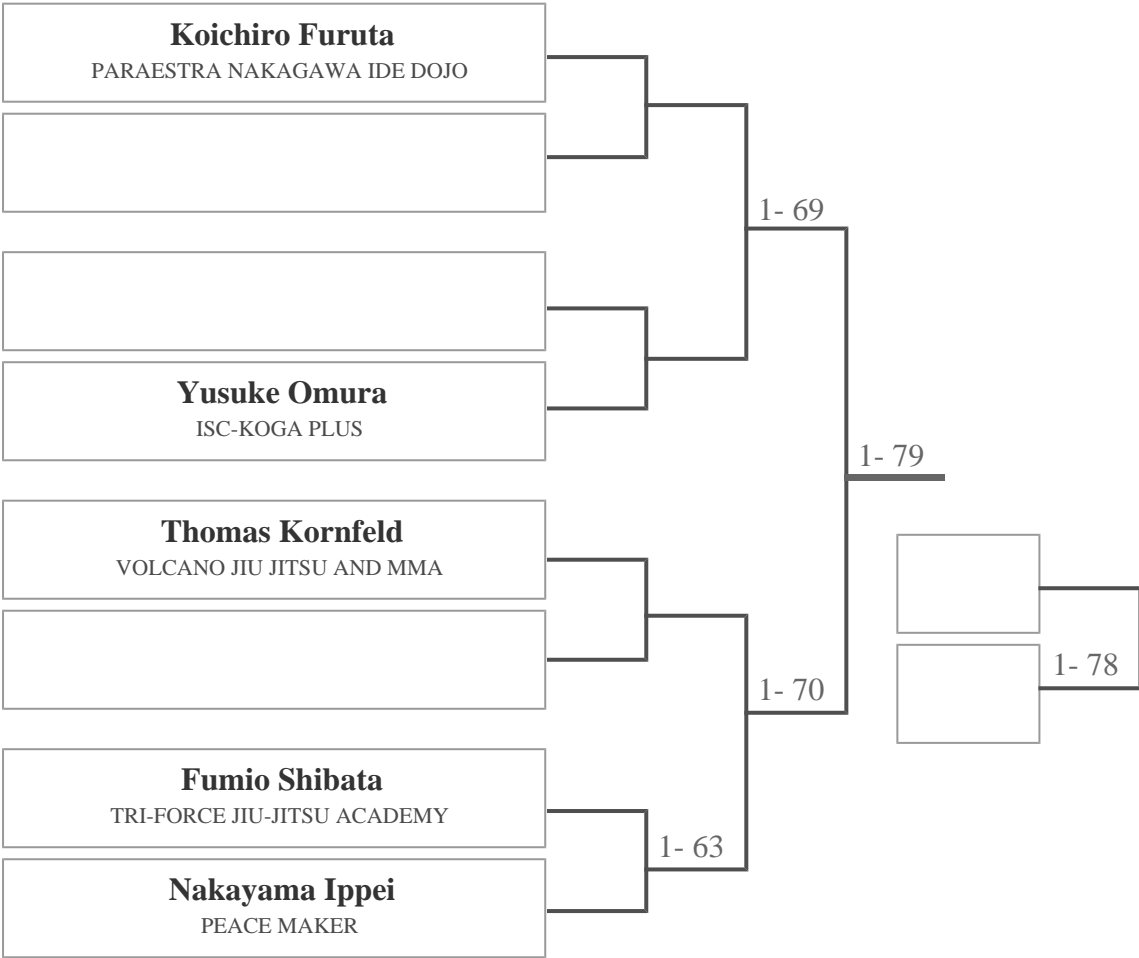 Koichiro Furuta
PARAESTRA NAKAGAWA IDE DOJO
1- 69
Yusuke Omura
ISC-KOGA PLUS
1- 79
Thomas Kornfeld
VOLCANO JIU JITSU AND MMA
1- 78
1- 70
Fumio Shibata
TRI-FORCE JIU-JITSU ACADEMY
1- 63
Nakayama Ippei
PEACE MAKER